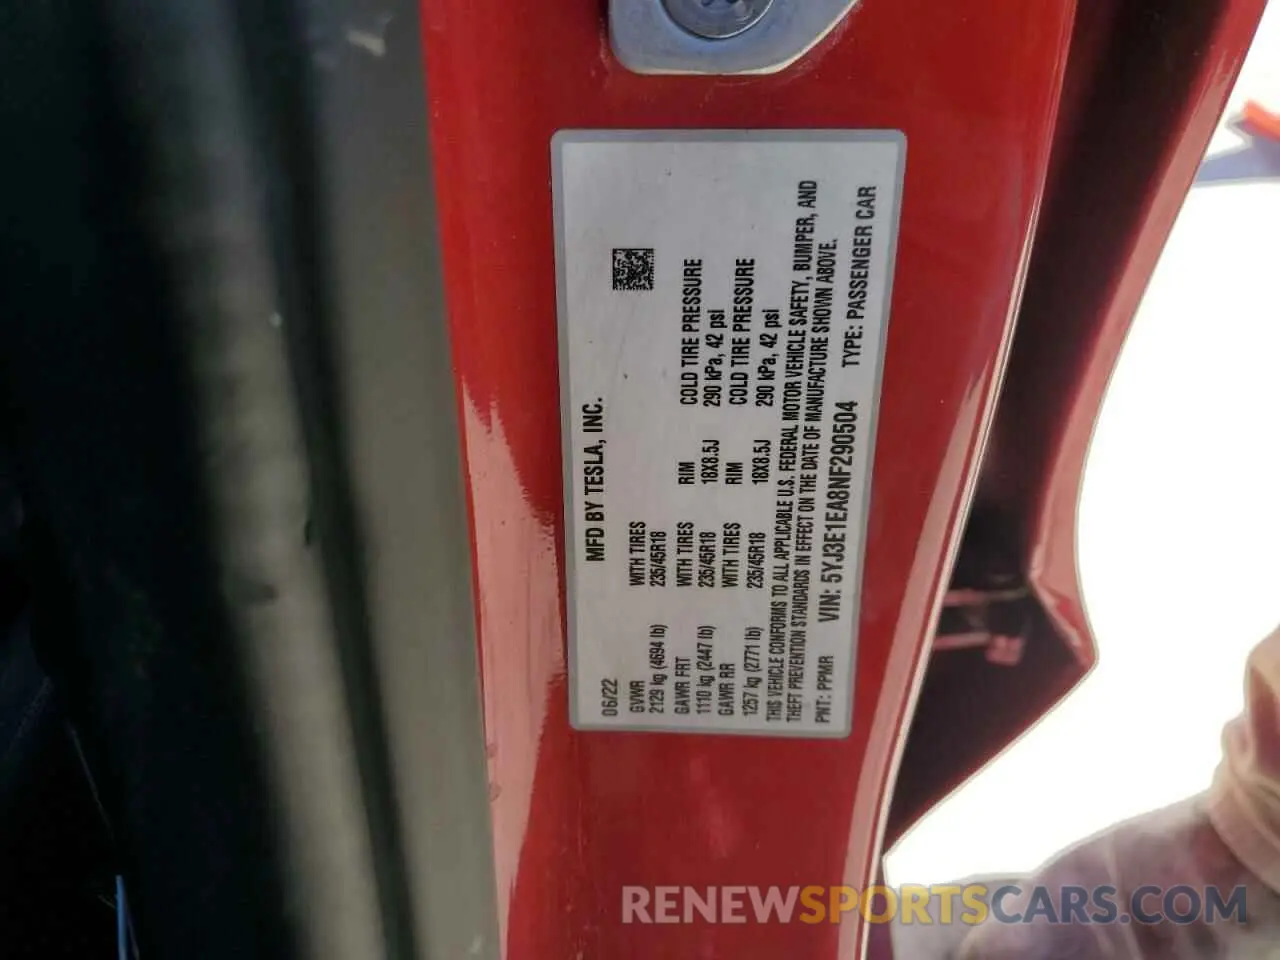 MFD BY TESLA, INC.
06/22
GVWR WITH TIRES
2129 kg (4694 lb) 235/45R18
GAWR FRT WITH TIRES RIM COLD TIRE PRESSURE
1110 kg (2447 lb) 235/45R18 18X8.5J 290 kPa, 42 psi
GAWR RR WITH TIRES RIM COLD TIRE PRESSURE
1257 kg (2771 lb) 235/45R18 18X8.5J 290 kPa, 42 psi
THIS VEHICLE CONFORMS TO ALL APPLICABLE U.S. FEDERAL MOTOR VEHICLE SAFETY, BUMPER, AND
THEFT PREVENTION STANDARDS IN EFFECT ON THE DATE OF MANUFACTURE SHOWN ABOVE.
PNT: PPMR VIN: 5YJ3E1EA8NF290504 TYPE: PASSENGER CAR
RENEWSPORTSCARS.COM